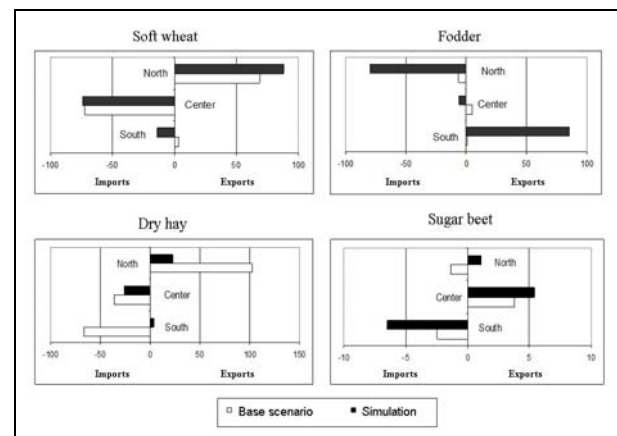 Soft wheat
North
Center
South
-100 -50 0 50 100
Imports Exports
Fodder
North
Center
South
-100 -50 0 50 100
Imports Exports
Dry hay
North
Center
South
-100 -50 0 50 100 150
Imports Exports
Sugar beet
North
Center
South
-10 -5 0 5 10
Imports Exports
Base scenario Simulation